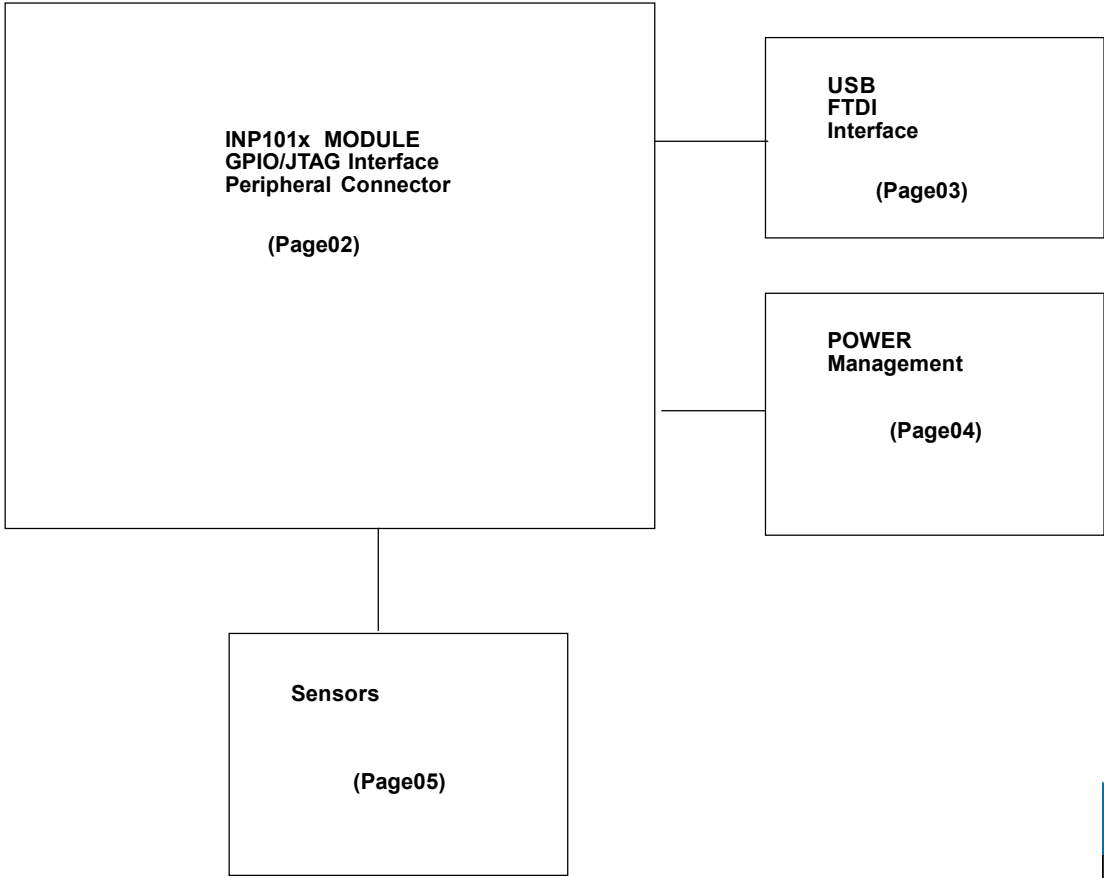 INP101x MODULE
GPIO/JTAG Interface
Peripheral Connector
(Page02)
USB
FTDI
Interface
(Page03)
POWER
Management
(Page04)
Sensors
(Page05)